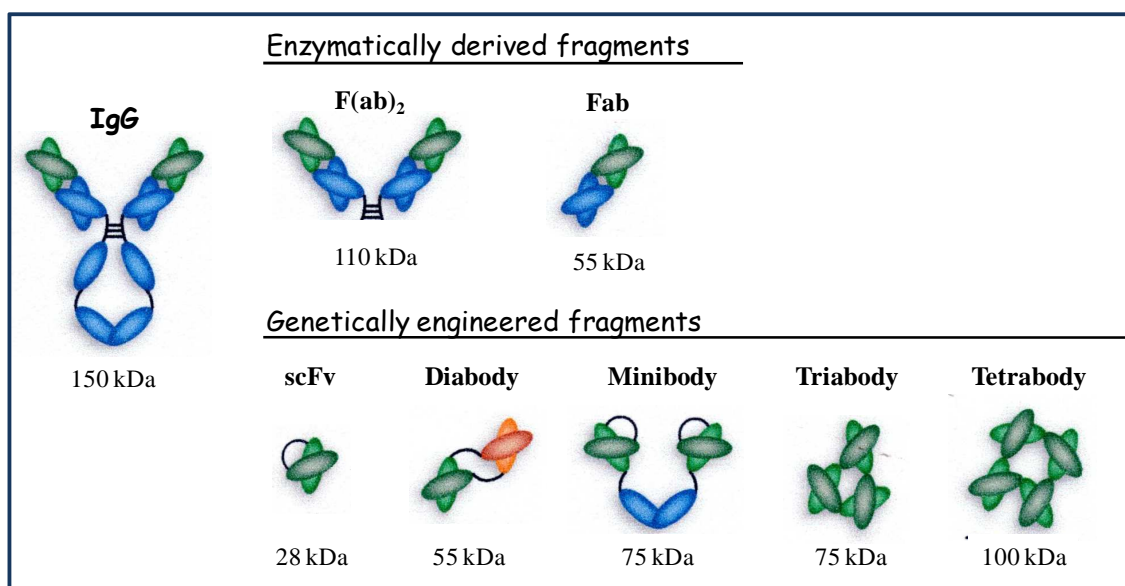 Enzymatically derived fragments
IgG
F(ab)₂
Fab
110 kDa
55 kDa
150 kDa
Genetically engineered fragments
scFv
Diabody
Minibody
Triabody
Tetrabody
28 kDa
55 kDa
75 kDa
75 kDa
100 kDa